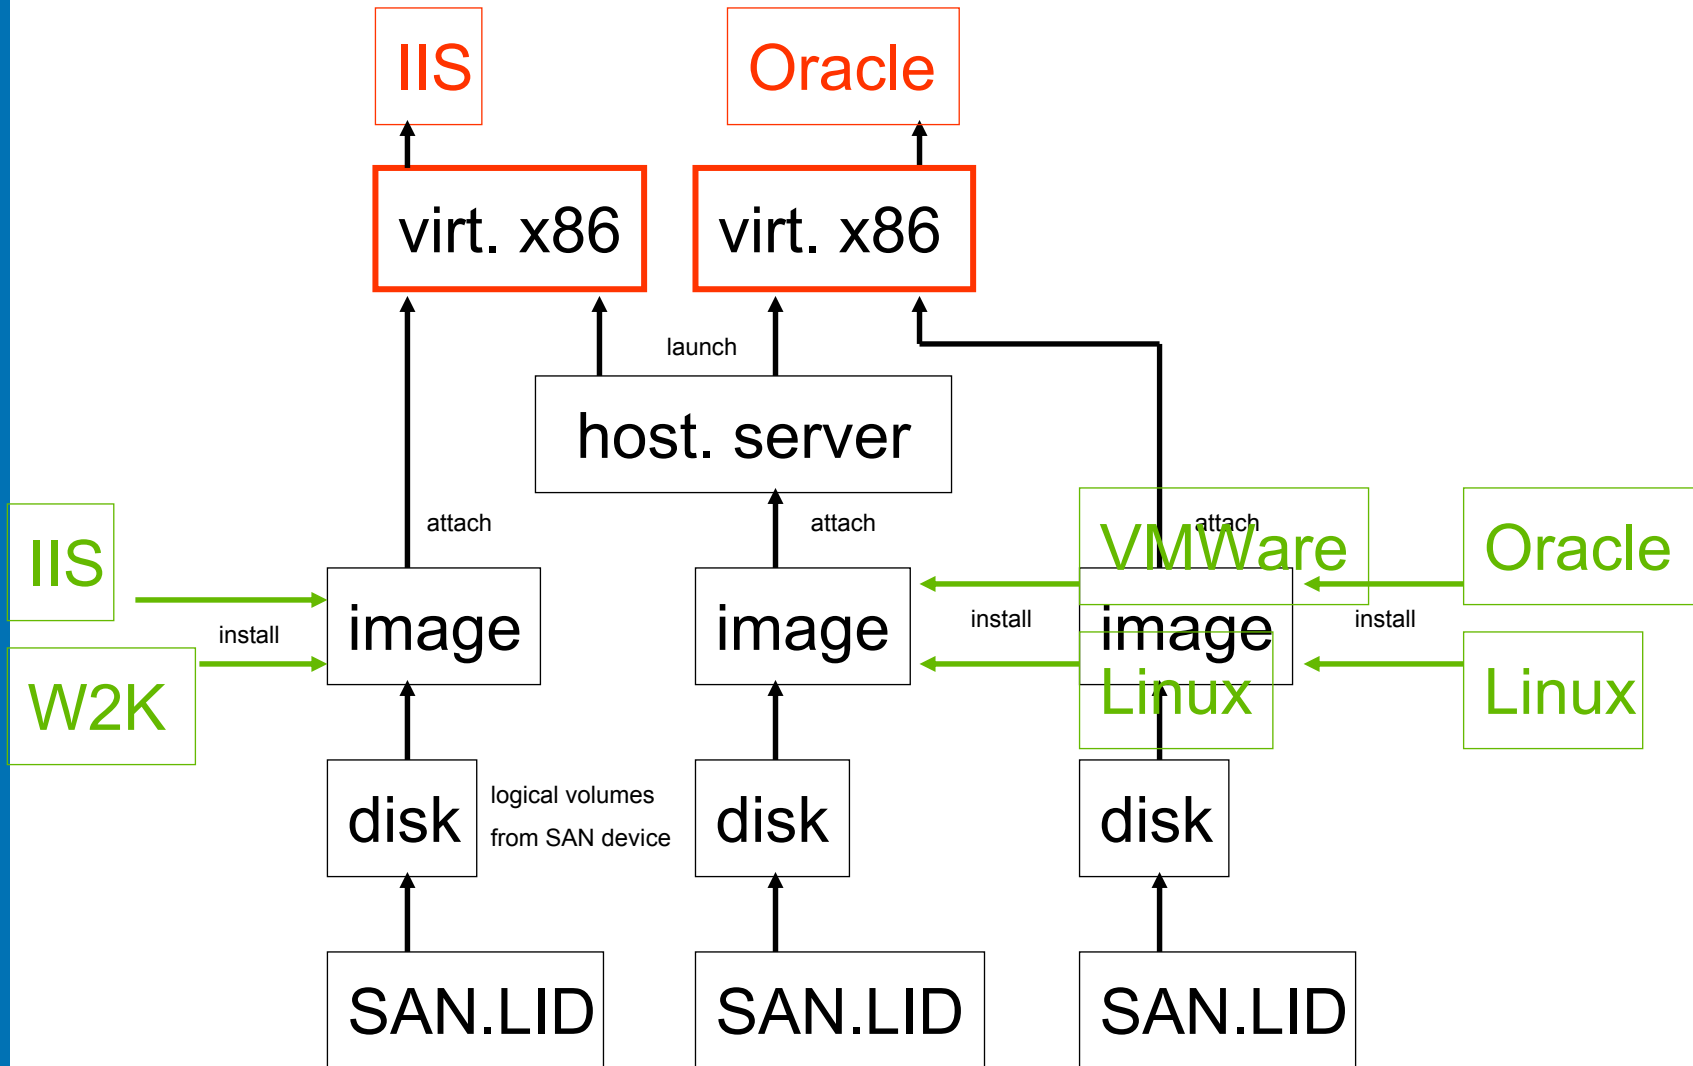 IIS
Oracle
virt. x86
virt. x86
launch
host. server
attach
attach
attach
IIS
VMWare
Oracle
image
image
image
install
install
install
W2K
Linux
Linux
disk
logical volumes
from SAN device
disk
disk
SAN.LID
SAN.LID
SAN.LID